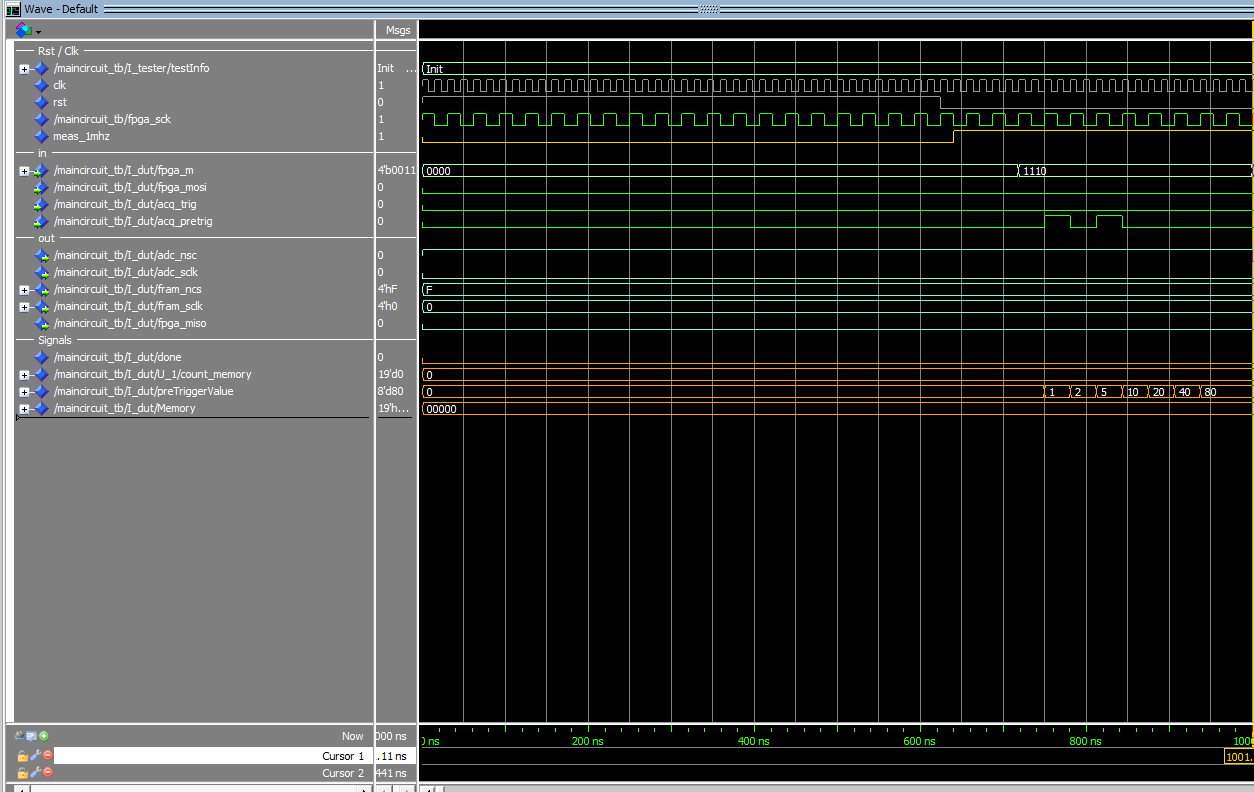 Wave - Default
Msgs
Rst / Clk
/maincircuit_tb/I_tester/testInfo Init ... Init
clk 1
rst 0
/maincircuit_tb/fpga_sck 1
meas_1mhz 1
in
/maincircuit_tb/I_dut/fpga_m 4'b0011 0000 1110
/maincircuit_tb/I_dut/fpga_mosi 0
/maincircuit_tb/I_dut/acq_trig 0
/maincircuit_tb/I_dut/acq_pretrig 0
out
/maincircuit_tb/I_dut/adc_nsc 0
/maincircuit_tb/I_dut/adc_sclk 0
/maincircuit_tb/I_dut/fram_ncs 4'hF F
/maincircuit_tb/I_dut/fram_sclk 4'h0 0
/maincircuit_tb/I_dut/fpga_miso 0
Signals
/maincircuit_tb/I_dut/done 0
/maincircuit_tb/I_dut/U_1/count_memory 19'd0 0
/maincircuit_tb/I_dut/preTriggerValue 8'd80 0 1 2 5 10 20 40 80
/maincircuit_tb/I_dut/Memory 19'h... 00000
Now 000 ns 0 ns 200 ns 400 ns 600 ns 800 ns 100
Cursor 1 .11 ns 1001.
Cursor 2 441 ns